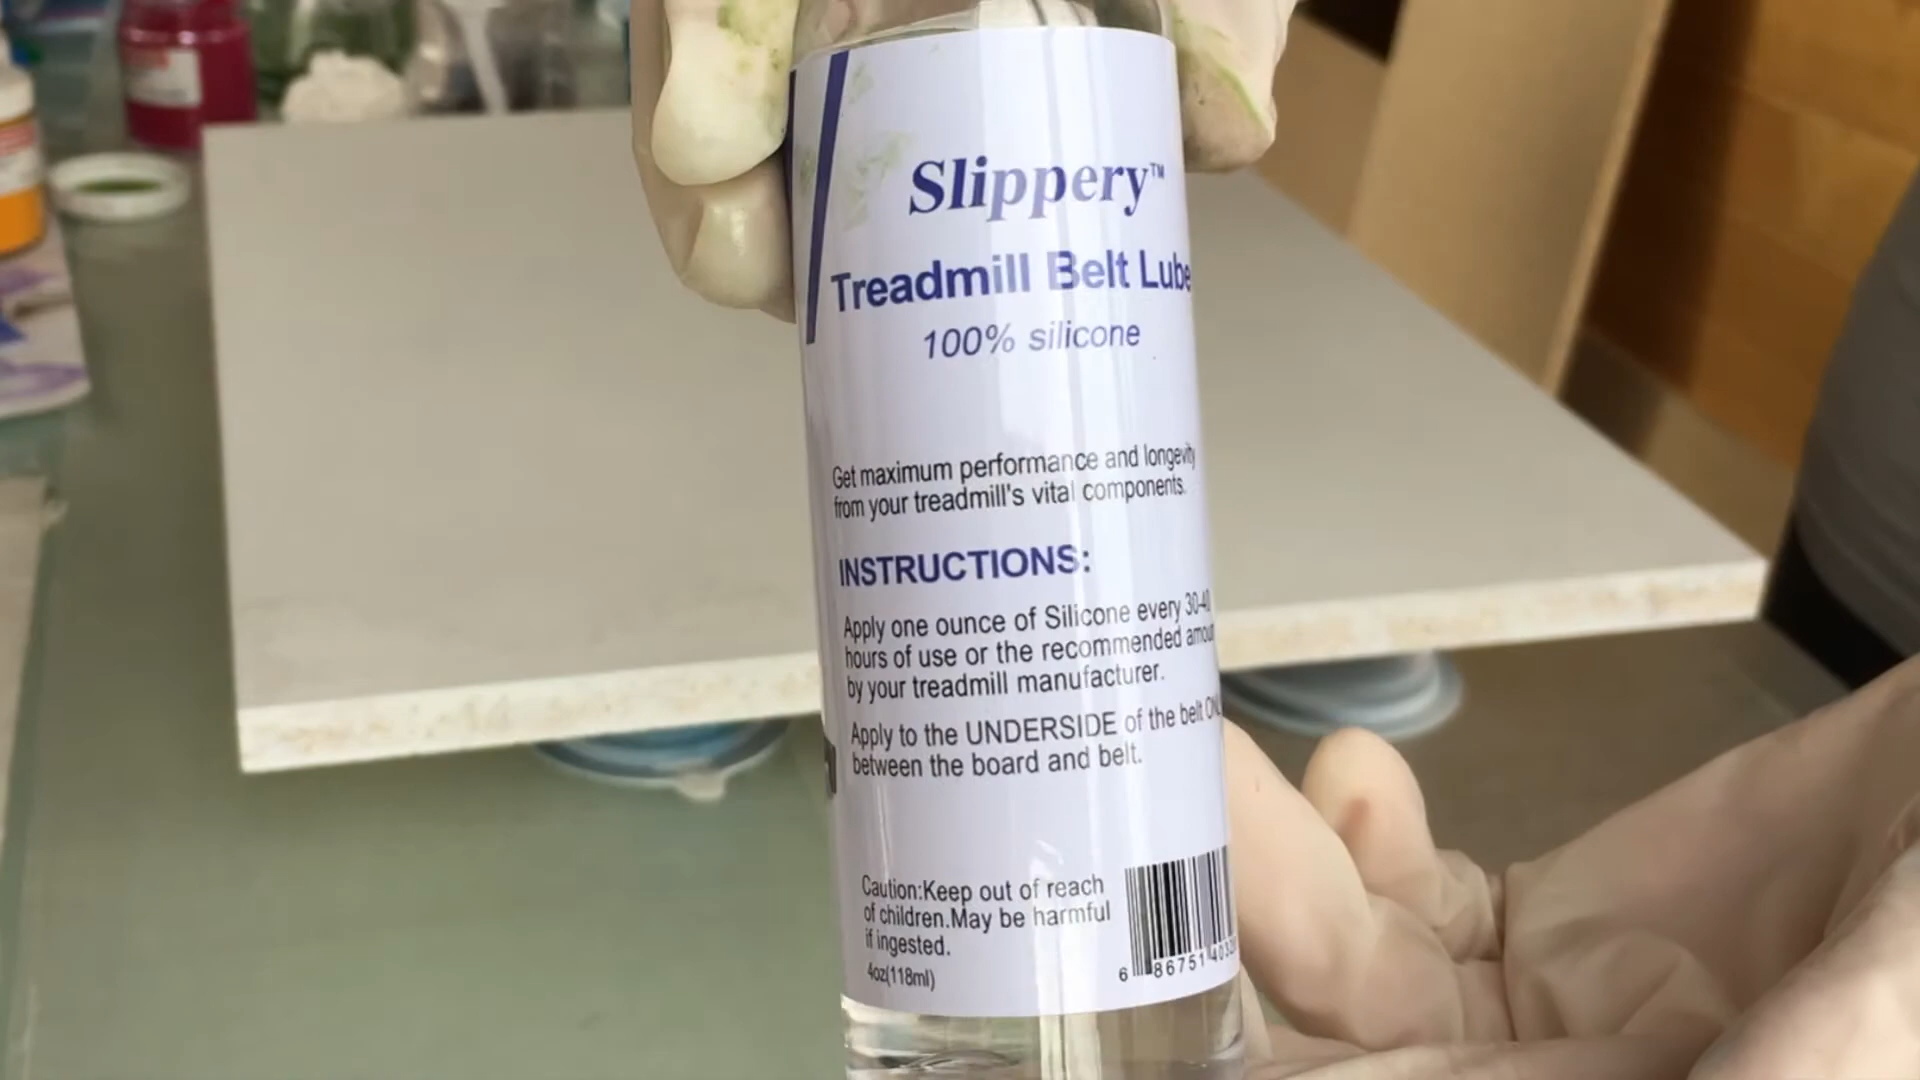 Slippery™
Treadmill Belt Lube
100% silicone
Get maximum performance and longevity
from your treadmill's vital components.
INSTRUCTIONS:
Apply one ounce of Silicone every 30-40
hours of use or the recommended amount
by your treadmill manufacturer.
Apply to the UNDERSIDE of the belt
between the board and belt.
Caution:Keep out of reach
of children.May be harmful
if ingested.
4oz(118ml)
6 86751